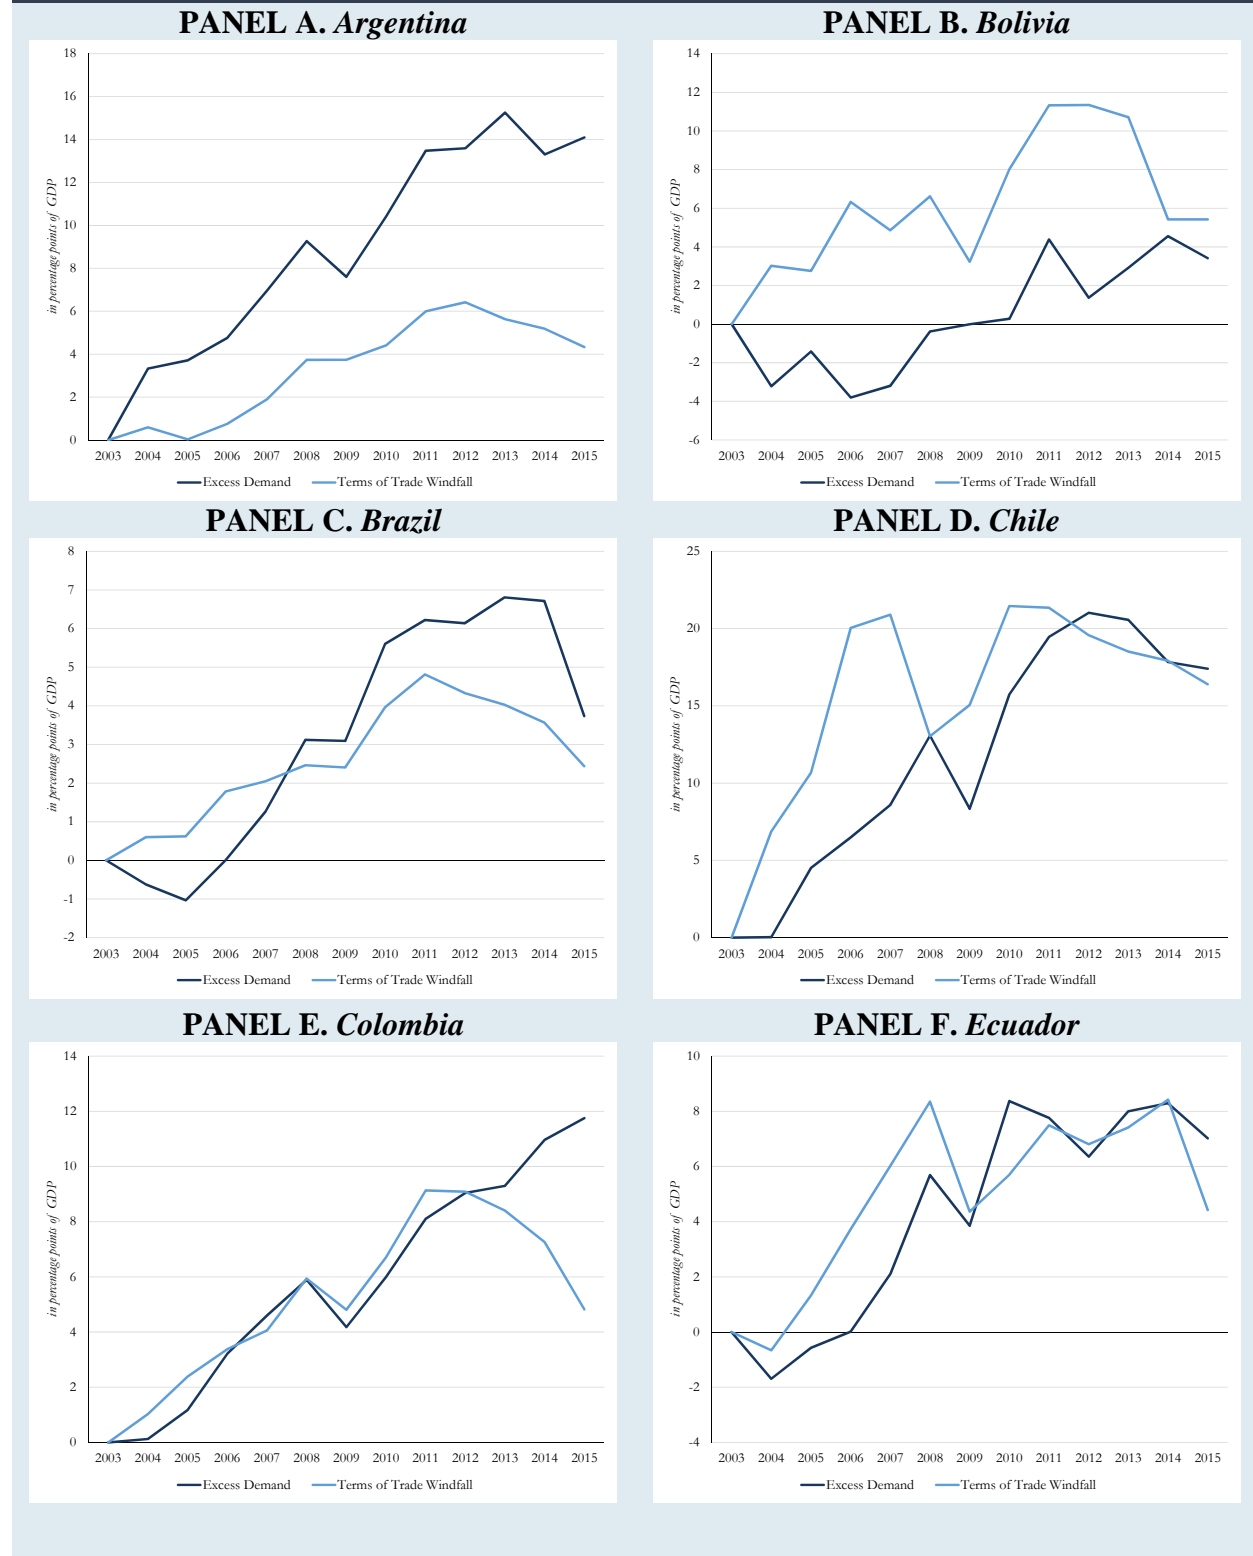 PANEL A. Argentina
18
16
14
12
10
8
6
4
2
0
in percentage points of GDP
2003 2004 2005 2006 2007 2008 2009 2010 2011 2012 2013 2014 2015
Excess Demand Terms of Trade Windfall
PANEL B. Bolivia
14
12
10
8
6
4
2
0
-2
-4
-6
in percentage points of GDP
2003 2004 2005 2006 2007 2008 2009 2010 2011 2012 2013 2014 2015
Excess Demand Terms of Trade Windfall
PANEL C. Brazil
8
7
6
5
4
3
2
1
0
-1
-2
in percentage points of GDP
2003 2004 2005 2006 2007 2008 2009 2010 2011 2012 2013 2014 2015
Excess Demand Terms of Trade Windfall
PANEL D. Chile
25
20
15
10
5
0
in percentage points of GDP
2003 2004 2005 2006 2007 2008 2009 2010 2011 2012 2013 2014 2015
Excess Demand Terms of Trade Windfall
PANEL E. Colombia
14
12
10
8
6
4
2
0
in percentage points of GDP
2003 2004 2005 2006 2007 2008 2009 2010 2011 2012 2013 2014 2015
Excess Demand Terms of Trade Windfall
PANEL F. Ecuador
10
8
6
4
2
0
-2
-4
in percentage points of GDP
2003 2004 2005 2006 2007 2008 2009 2010 2011 2012 2013 2014 2015
Excess Demand Terms of Trade Windfall